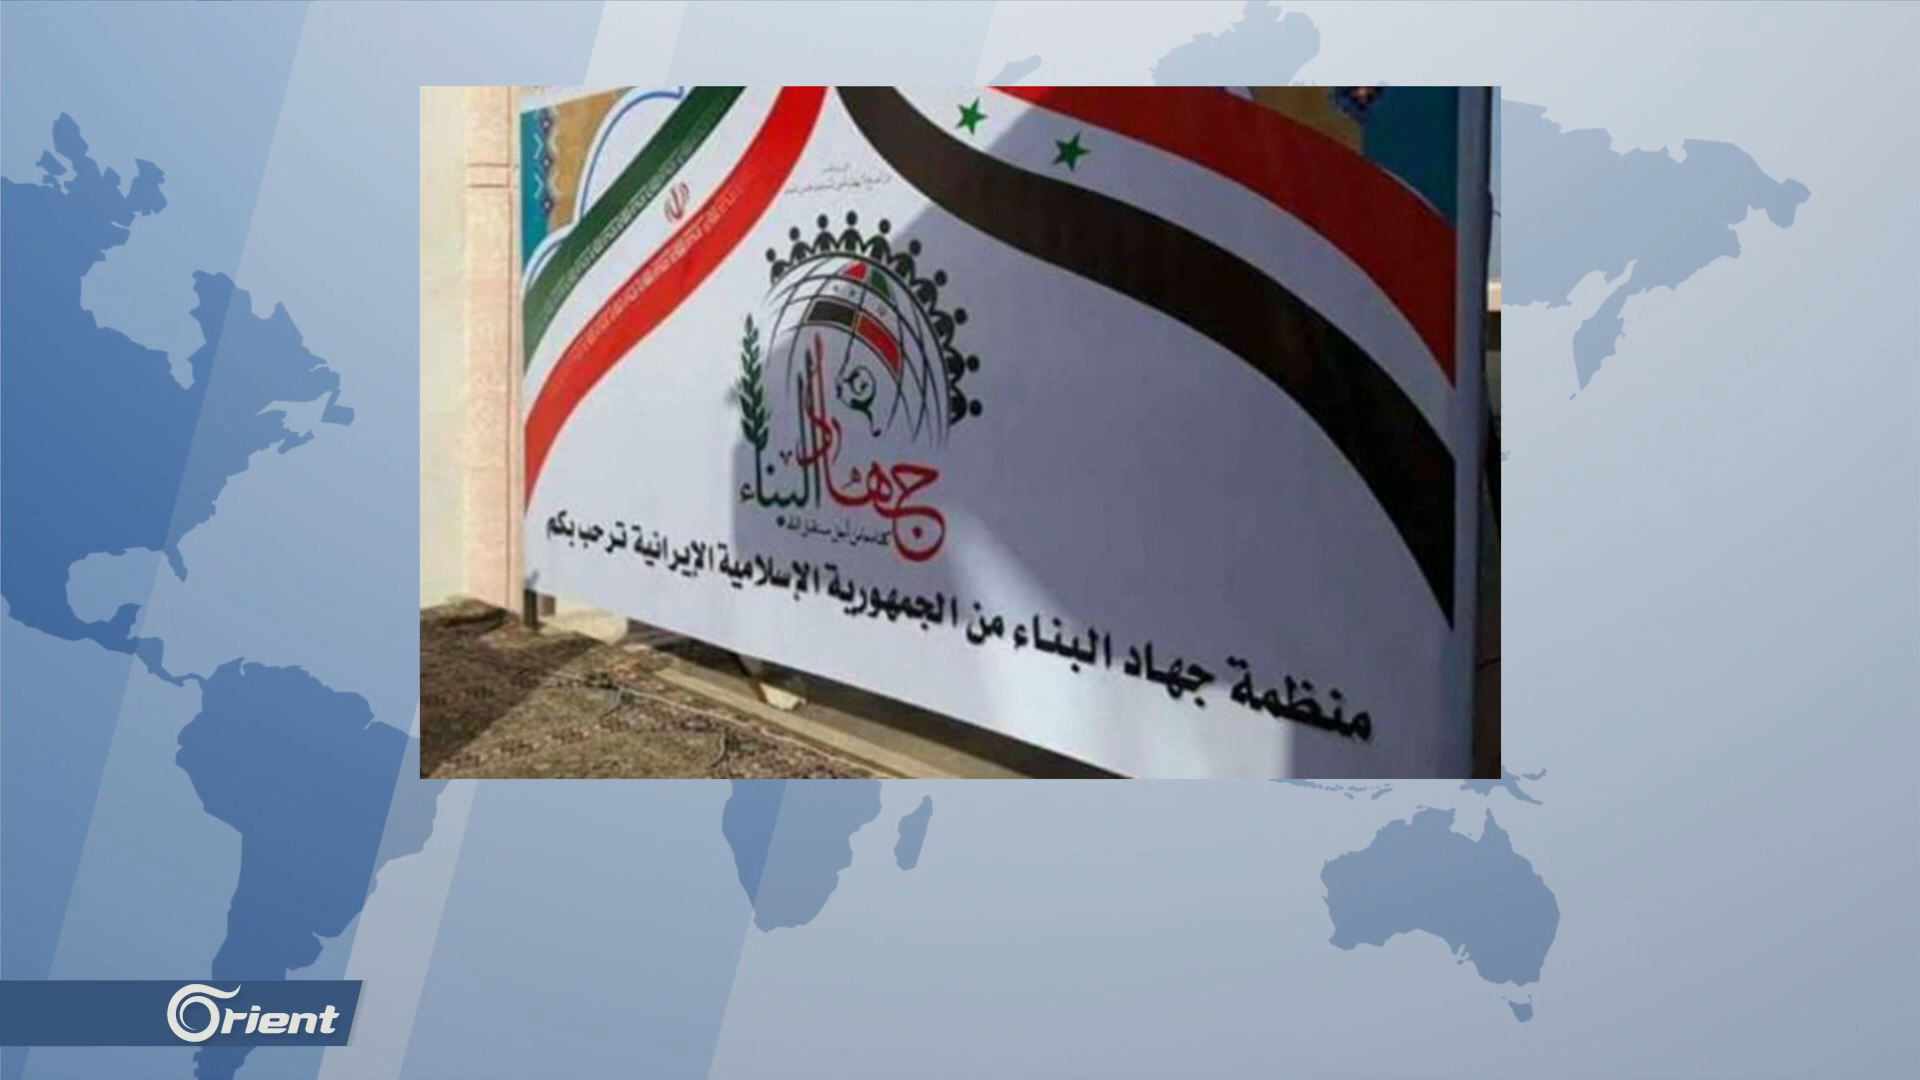 جهاد البناء
منظمة جهاد البناء من الجمهورية الإسلامية الإيرانية ترحب بكم
Orient